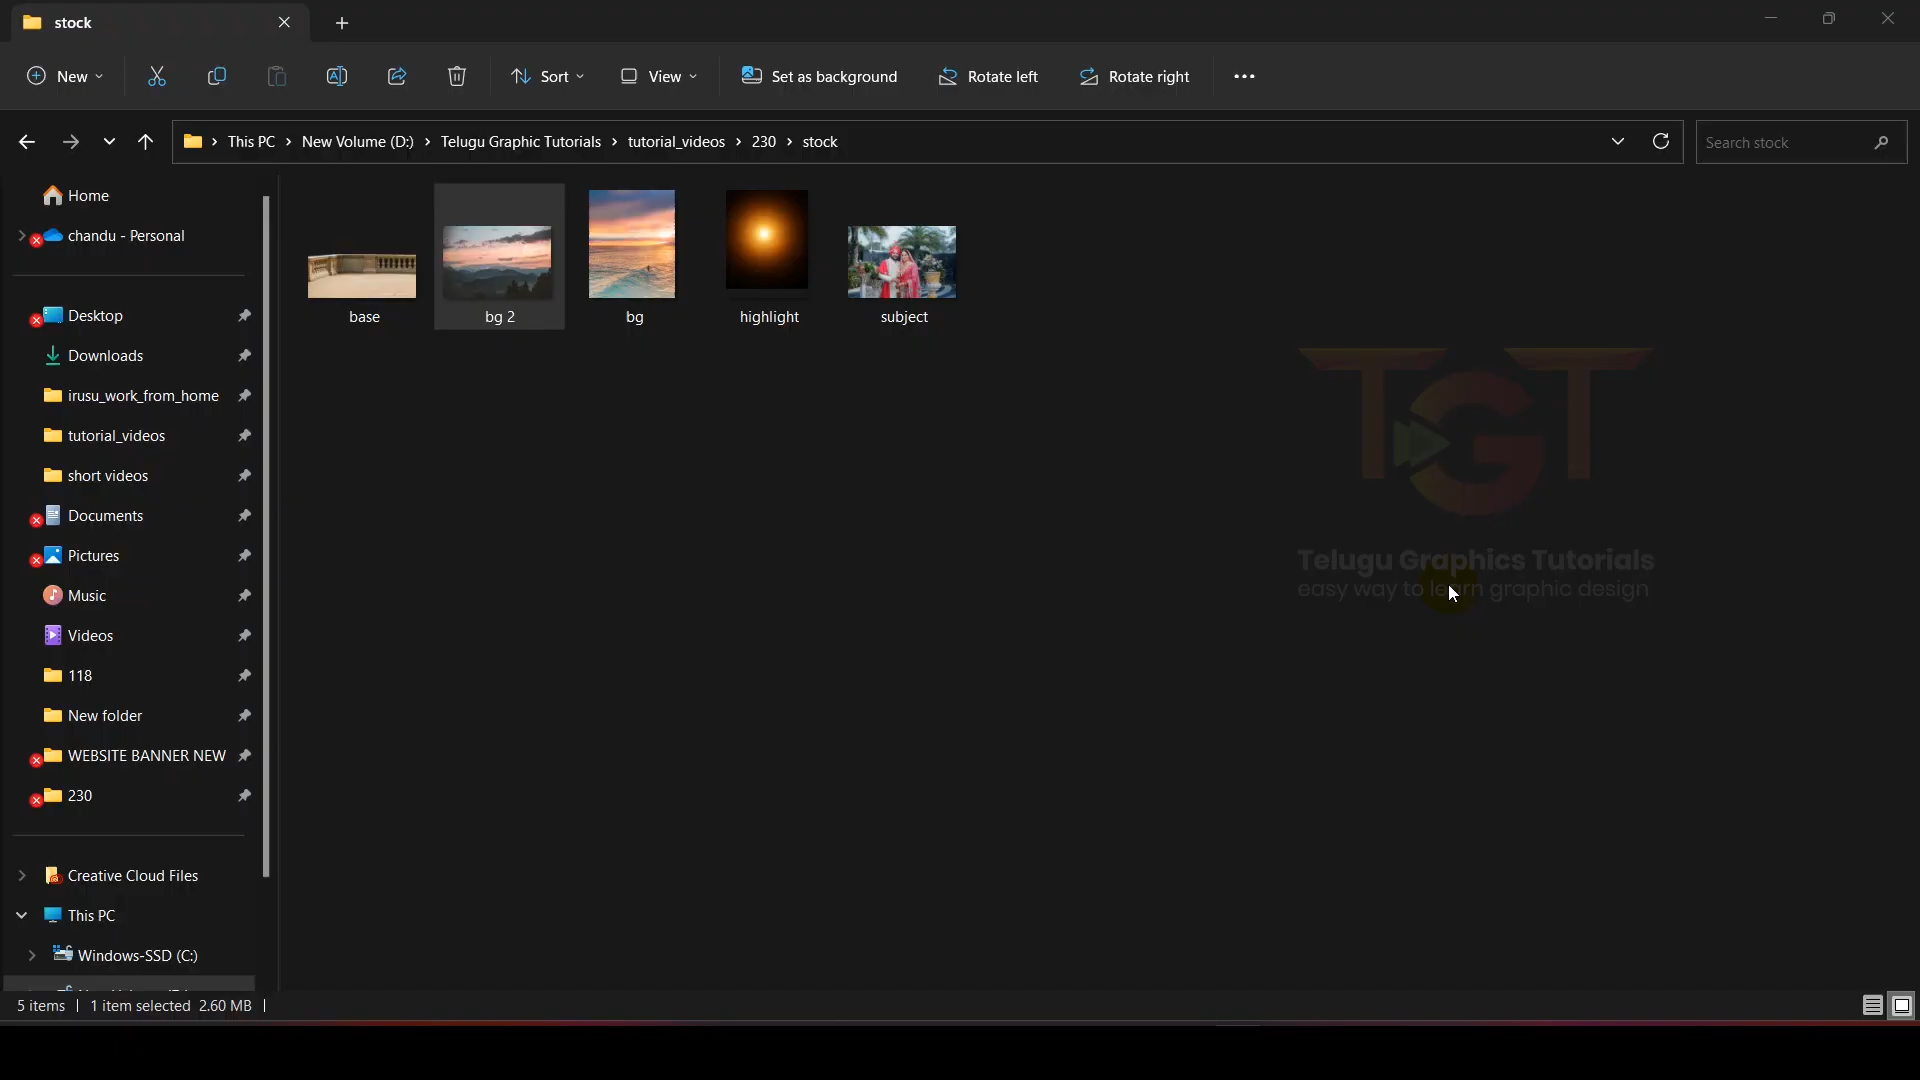 stock
New
Sort
View
Set as background
Rotate left
Rotate right
This PC
New Volume (D:)
Telugu Graphic Tutorials
tutorial_videos
230
stock
Search stock
Home
chandu - Personal
Desktop
Downloads
irusu_work_from_home
tutorial_videos
short videos
Documents
Pictures
Music
Videos
118
New folder
WEBSITE BANNER NEW
230
Creative Cloud Files
This PC
Windows-SSD (C:)
base
bg 2
bg
highlight
subject
TGT
Telugu Graphics Tutorials
easy way to learn graphic design
5 items
1 item selected 2.60 MB